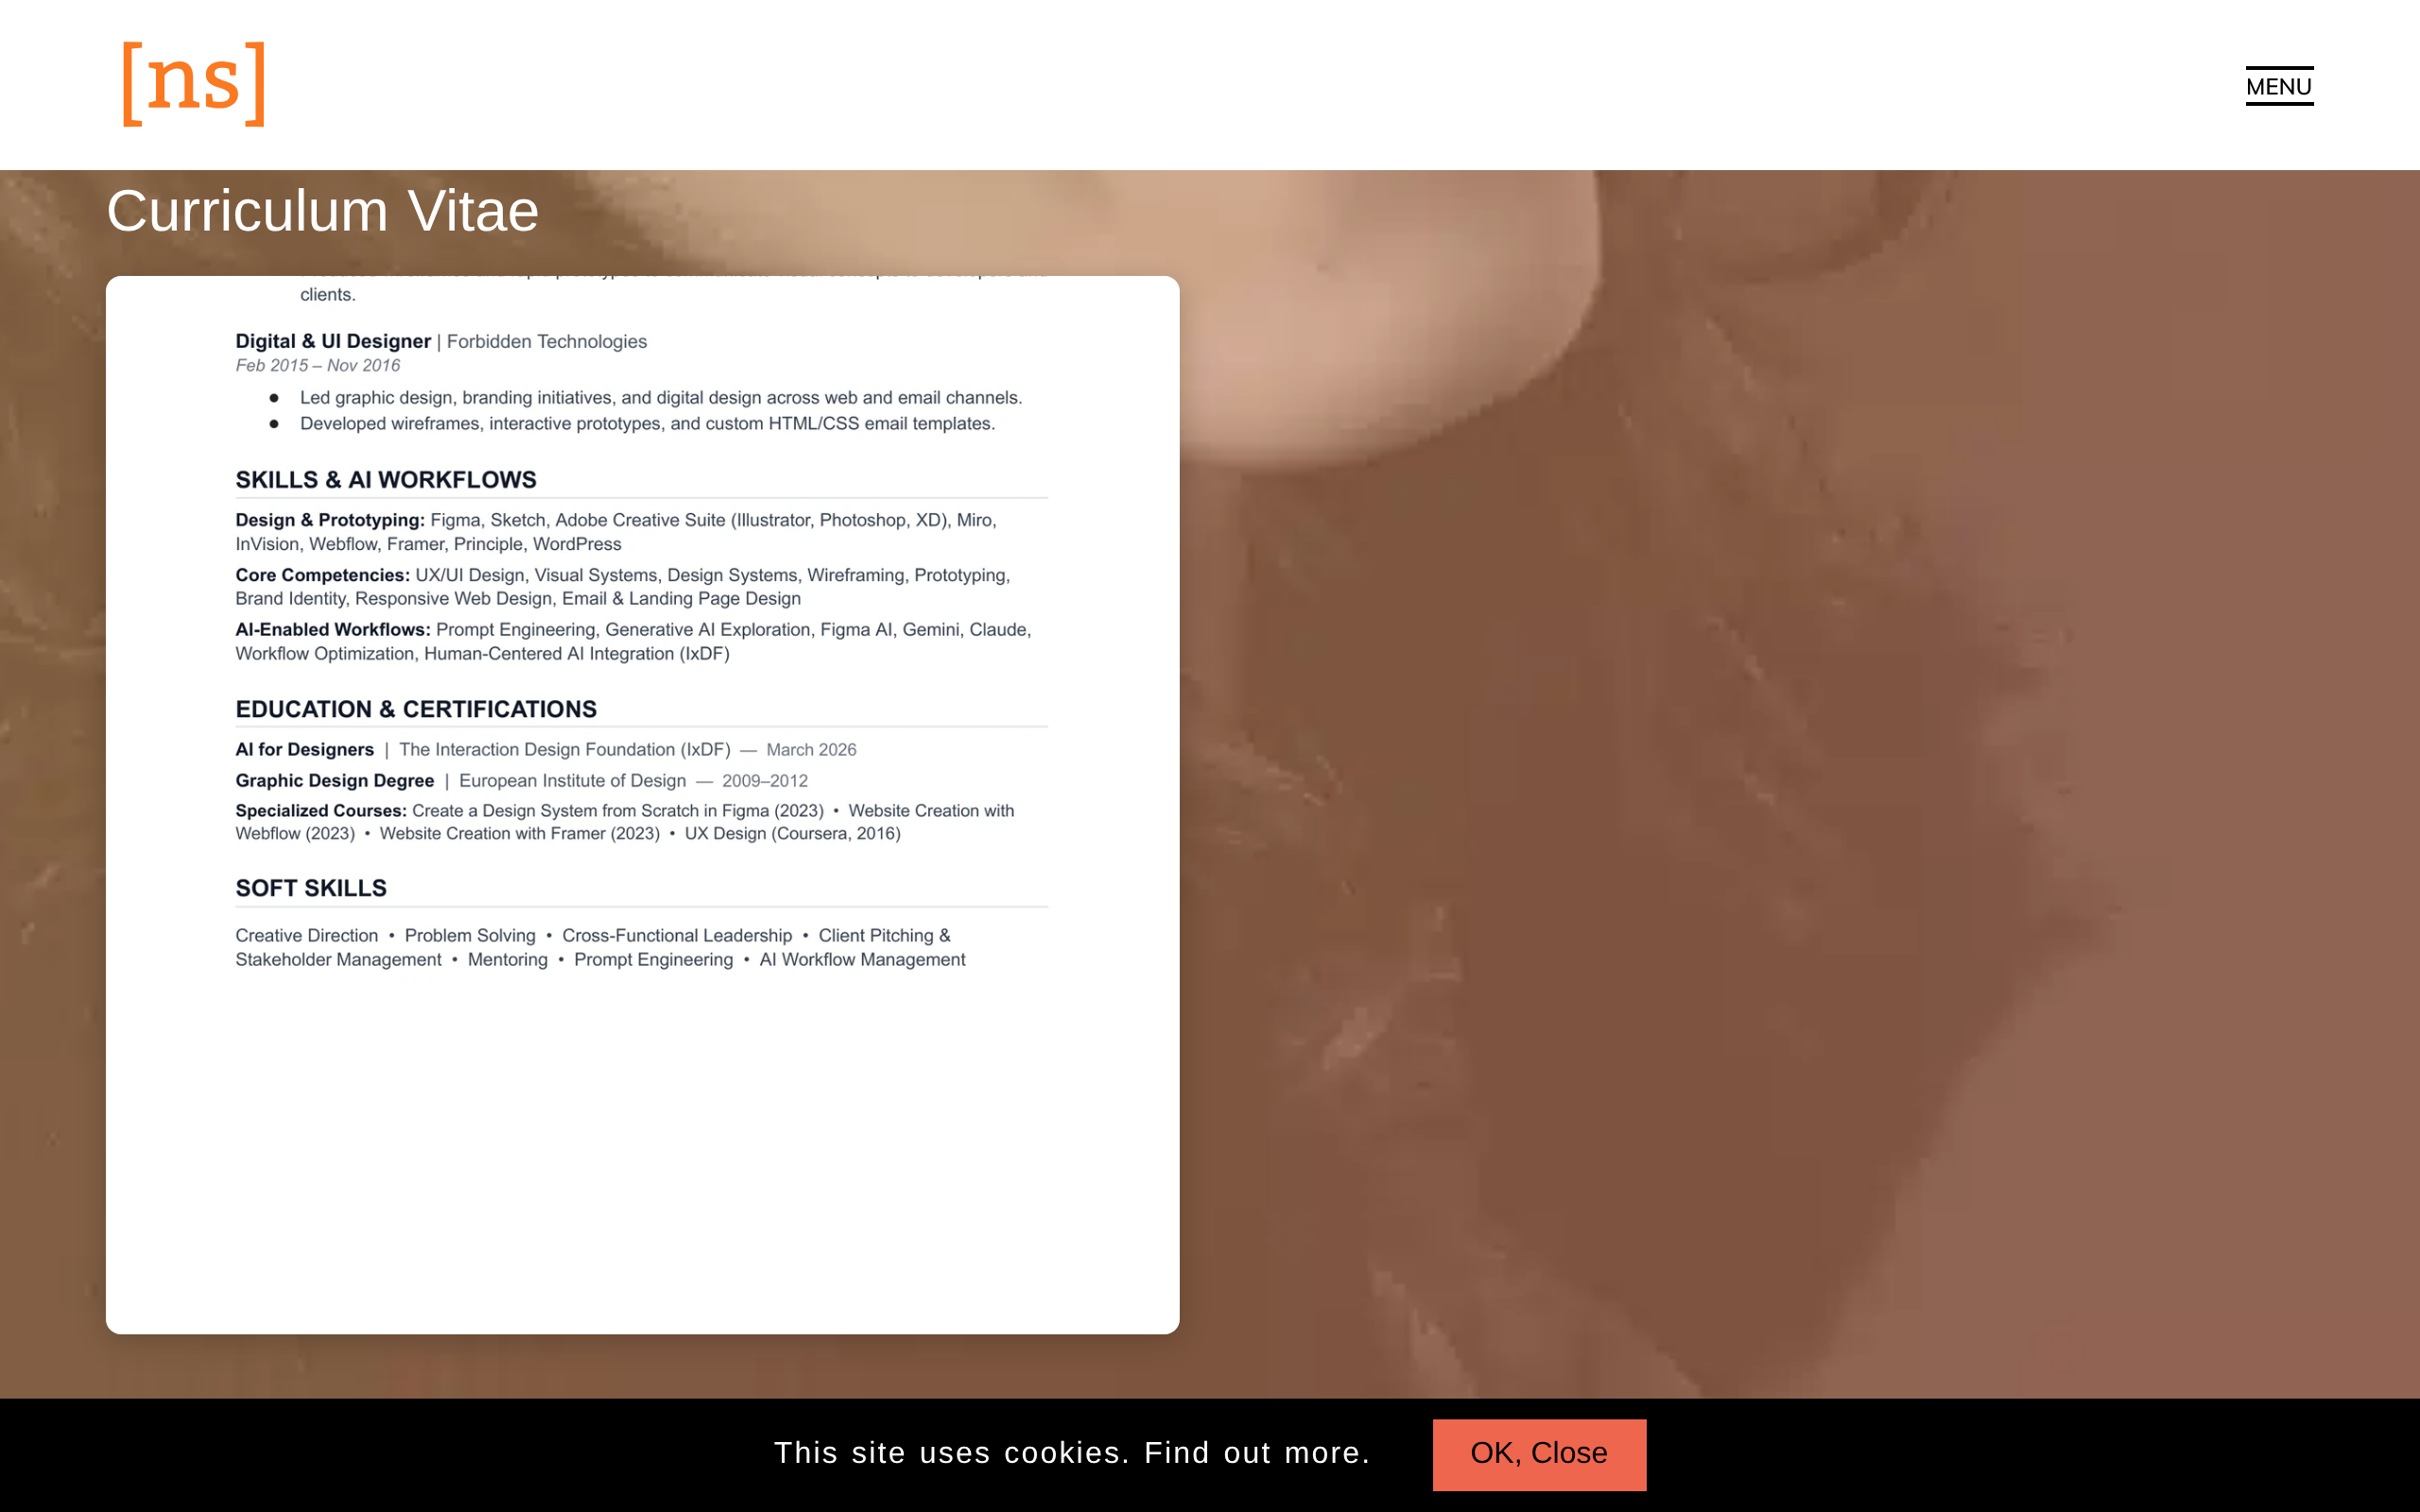 [ns]
MENU
Curriculum Vitae
clients.
Digital & UI Designer | Forbidden Technologies
Feb 2015 – Nov 2016
● Led graphic design, branding initiatives, and digital design across web and email channels.
● Developed wireframes, interactive prototypes, and custom HTML/CSS email templates.
SKILLS & AI WORKFLOWS
Design & Prototyping: Figma, Sketch, Adobe Creative Suite (Illustrator, Photoshop, XD), Miro,
InVision, Webflow, Framer, Principle, WordPress
Core Competencies: UX/UI Design, Visual Systems, Design Systems, Wireframing, Prototyping,
Brand Identity, Responsive Web Design, Email & Landing Page Design
AI-Enabled Workflows: Prompt Engineering, Generative AI Exploration, Figma AI, Gemini, Claude,
Workflow Optimization, Human-Centered AI Integration (IxDF)
EDUCATION & CERTIFICATIONS
AI for Designers | The Interaction Design Foundation (IxDF) — March 2026
Graphic Design Degree | European Institute of Design — 2009–2012
Specialized Courses: Create a Design System from Scratch in Figma (2023) • Website Creation with
Webflow (2023) • Website Creation with Framer (2023) • UX Design (Coursera, 2016)
SOFT SKILLS
Creative Direction • Problem Solving • Cross-Functional Leadership • Client Pitching &
Stakeholder Management • Mentoring • Prompt Engineering • AI Workflow Management
This site uses cookies. Find out more.
OK, Close